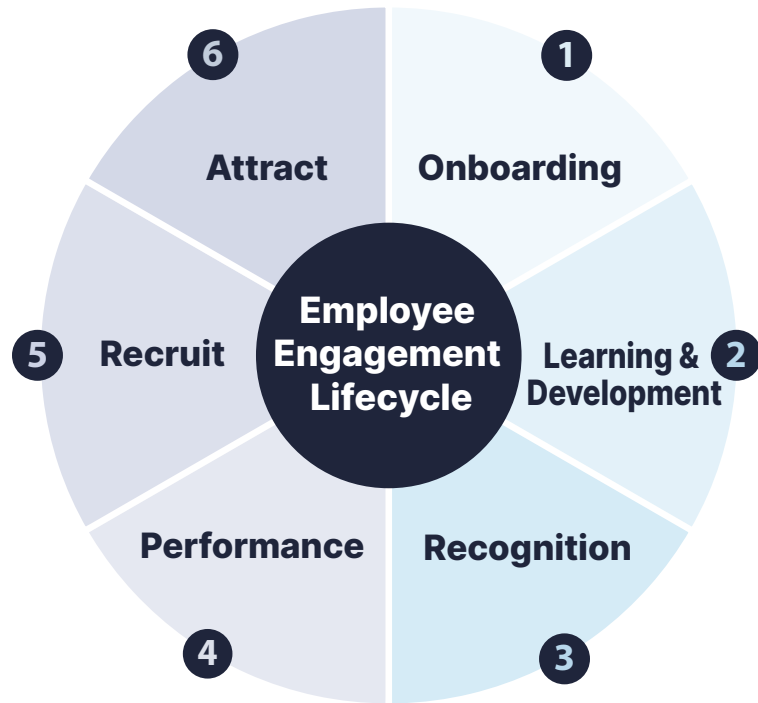 6
1
Attract
Onboarding
Employee
Engagement
Lifecycle
5
Recruit
Learning &
Development
2
Performance
Recognition
4
3